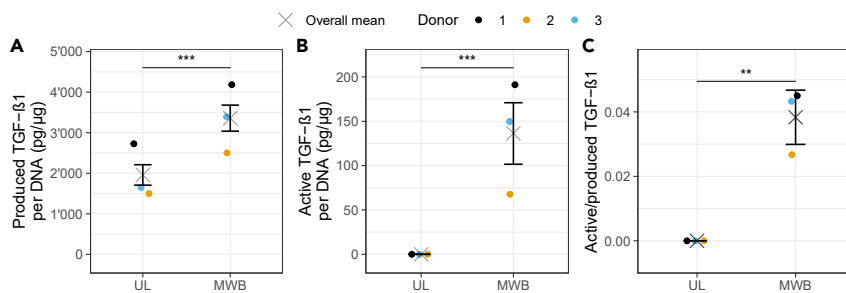 Overall mean Donor 1 2 3
A
Produced TGF−ß1
per DNA (pg/µg)
5'000
4'000
3'000
2'000
1'000
0
***
UL MWB
B
Active TGF−ß1
per DNA (pg/µg)
200
150
100
50
0
***
UL MWB
C
Active/produced TGF−ß1
0.04
0.02
0.00
**
UL MWB